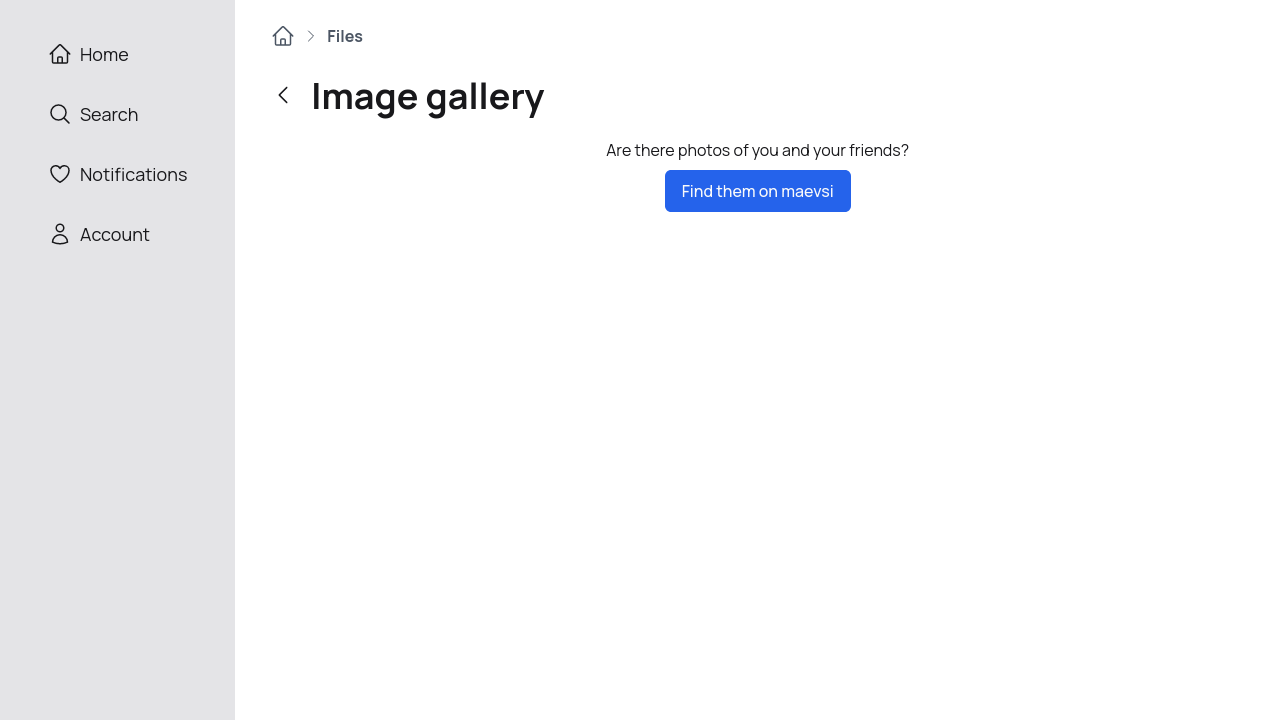 Home
Search
Notifications
Account
Files
Image gallery
Are there photos of you and your friends?
Find them on maevsi